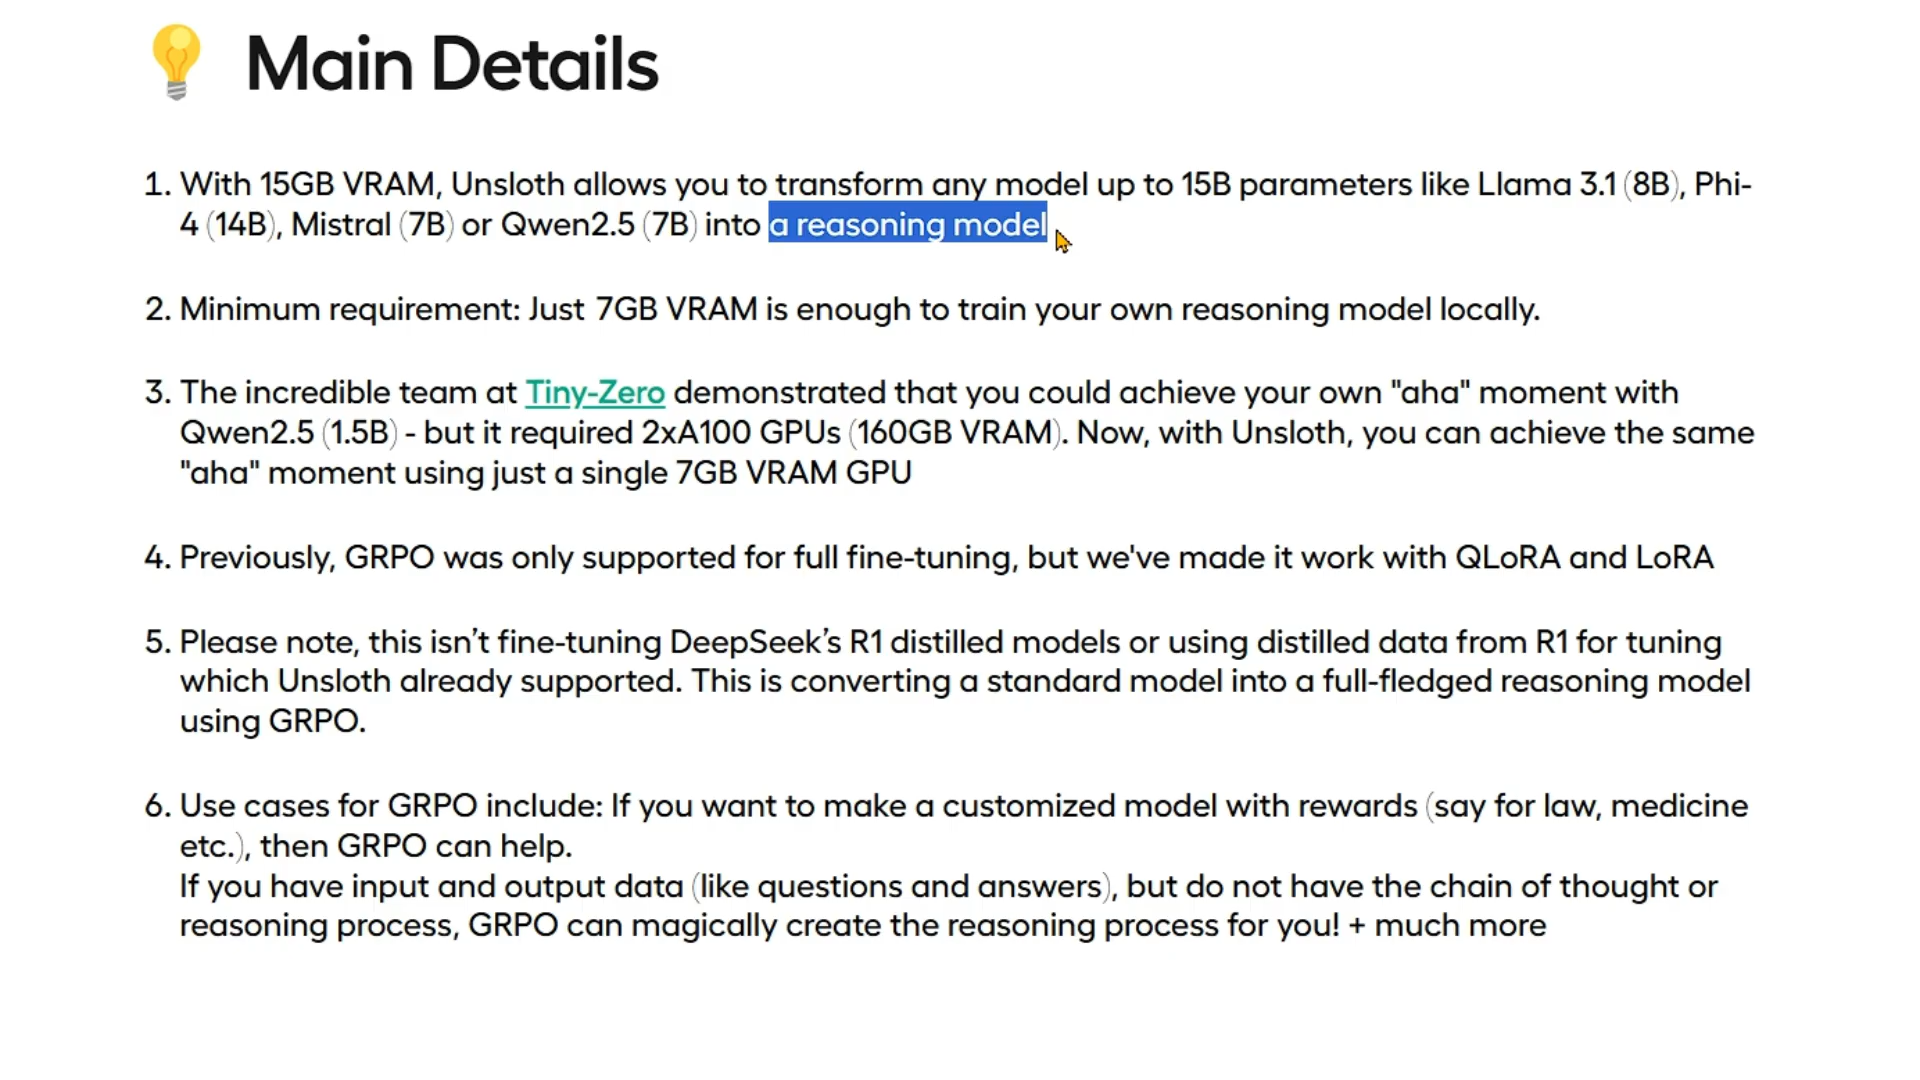 Main Details
1. With 15GB VRAM, Unsloth allows you to transform any model up to 15B parameters like Llama 3.1 (8B), Phi-
4 (14B), Mistral (7B) or Qwen2.5 (7B) into a reasoning model
2. Minimum requirement: Just 7GB VRAM is enough to train your own reasoning model locally.
3. The incredible team at Tiny-Zero demonstrated that you could achieve your own "aha" moment with
Qwen2.5 (1.5B) - but it required 2xA100 GPUs (160GB VRAM). Now, with Unsloth, you can achieve the same
"aha" moment using just a single 7GB VRAM GPU
4. Previously, GRPO was only supported for full fine-tuning, but we've made it work with QLoRA and LoRA
5. Please note, this isn’t fine-tuning DeepSeek’s R1 distilled models or using distilled data from R1 for tuning
which Unsloth already supported. This is converting a standard model into a full-fledged reasoning model
using GRPO.
6. Use cases for GRPO include: If you want to make a customized model with rewards (say for law, medicine
etc.), then GRPO can help.
If you have input and output data (like questions and answers), but do not have the chain of thought or
reasoning process, GRPO can magically create the reasoning process for you! + much more